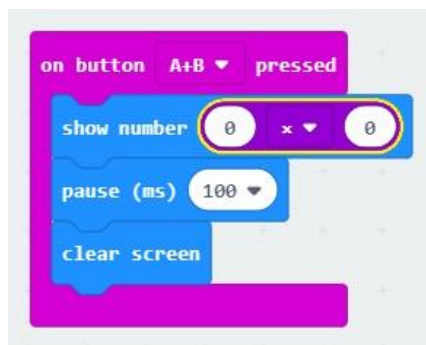 on button A+B pressed
show number 0 x 0
pause (ms) 100
clear screen